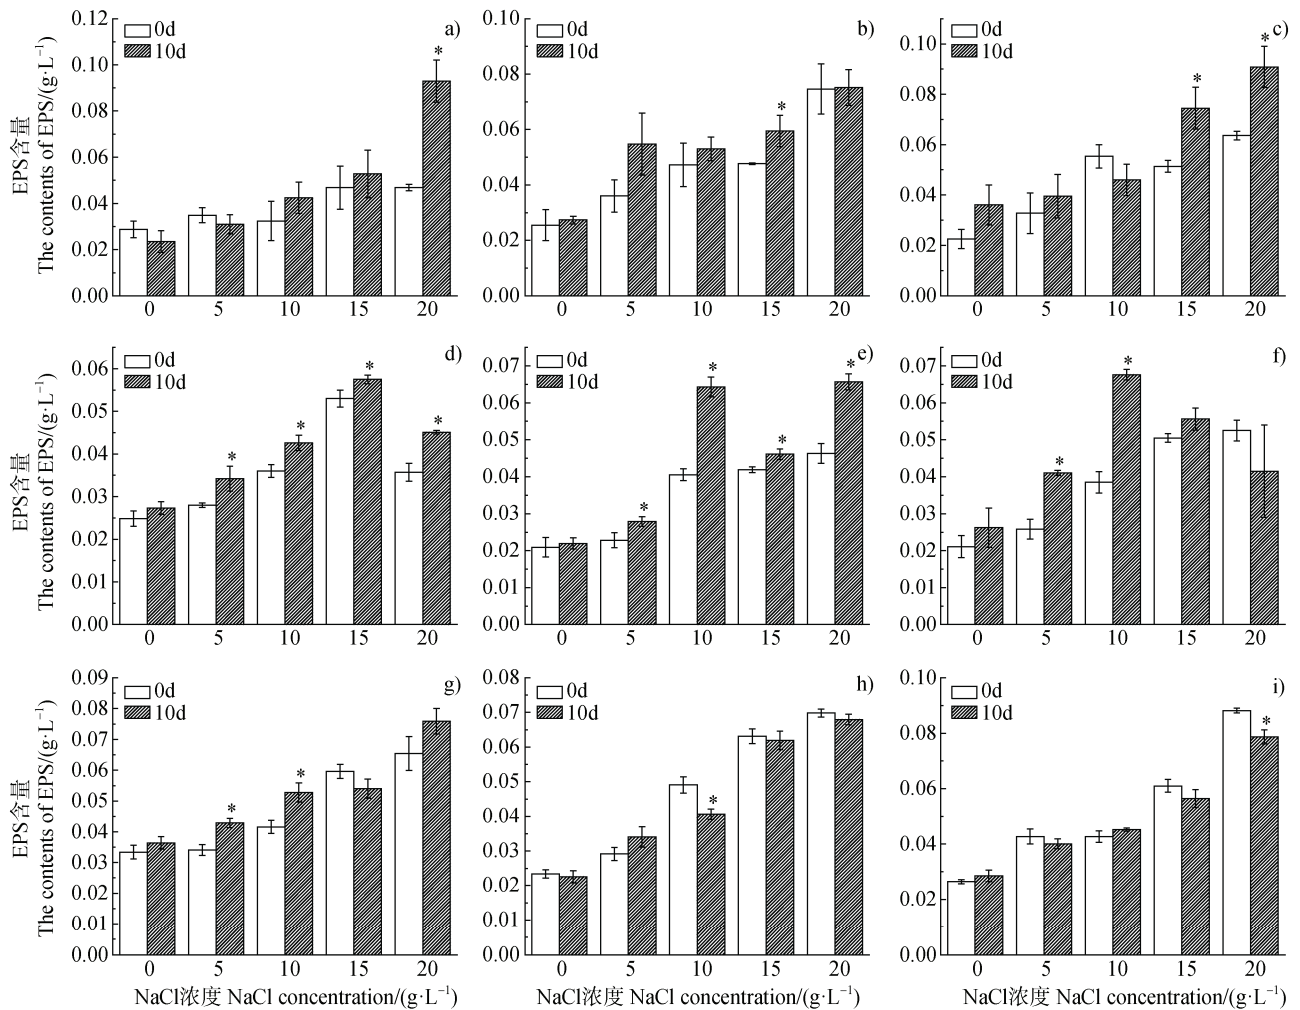 EPS含量
The contents of EPS/(g·L⁻¹)
0.12
0.10
0.08
0.06
0.04
0.02
0.00
0d
10d
a)
*
0 5 10 15 20
0.10
0.08
0.06
0.04
0.02
0.00
0d
10d
b)
*
0 5 10 15 20
0.10
0.08
0.06
0.04
0.02
0.00
0d
10d
c)
* *
0 5 10 15 20
EPS含量
The contents of EPS/(g·L⁻¹)
0.06
0.05
0.04
0.03
0.02
0.01
0.00
0d
10d
d)
* * * *
0 5 10 15 20
0.07
0.06
0.05
0.04
0.03
0.02
0.01
0.00
0d
10d
e)
* * * *
0 5 10 15 20
0.07
0.06
0.05
0.04
0.03
0.02
0.01
0.00
0d
10d
f)
* *
0 5 10 15 20
EPS含量
The contents of EPS/(g·L⁻¹)
0.09
0.08
0.07
0.06
0.05
0.04
0.03
0.02
0.01
0.00
0d
10d
g)
* *
0 5 10 15 20
NaCl浓度 NaCl concentration/(g·L⁻¹)
0.08
0.07
0.06
0.05
0.04
0.03
0.02
0.01
0.00
0d
10d
h)
*
0 5 10 15 20
NaCl浓度 NaCl concentration/(g·L⁻¹)
0.10
0.08
0.06
0.04
0.02
0.00
0d
10d
i)
*
0 5 10 15 20
NaCl浓度 NaCl concentration/(g·L⁻¹)